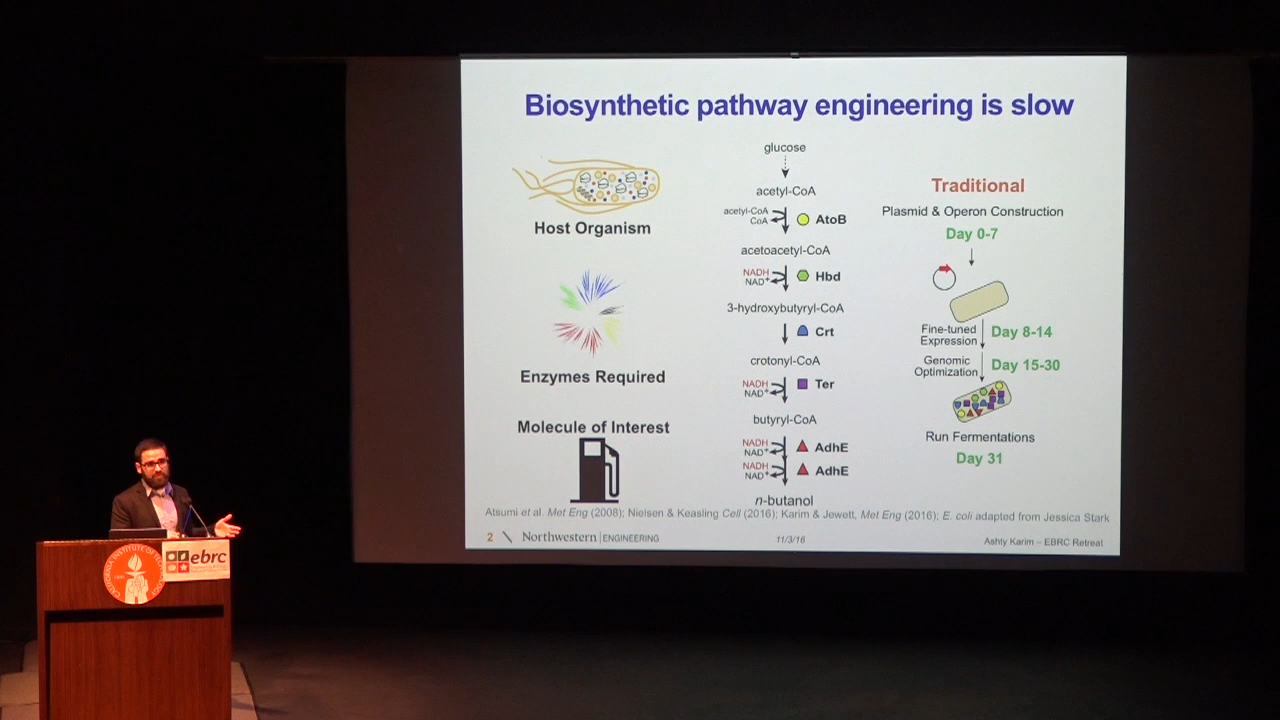 Biosynthetic pathway engineering is slow
Host Organism
Enzymes Required
Molecule of Interest
glucose
acetyl-CoA
acetyl-CoA
CoA
AtoB
acetoacetyl-CoA
NADH
NAD+
Hbd
3-hydroxybutyryl-CoA
Crt
crotonyl-CoA
NADH
NAD+
Ter
butyryl-CoA
NADH
NAD+
AdhE
NADH
NAD+
AdhE
n-butanol
Traditional
Plasmid & Operon Construction
Day 0-7
Fine-tuned
Expression
Day 8-14
Genomic
Optimization
Day 15-30
Run Fermentations
Day 31
Atsumi et al. Met Eng (2008); Nielsen & Keasling Cell (2016); Karim & Jewett, Met Eng (2016); E. coli adapted from Jessica Stark
2 \ Northwestern | ENGINEERING
11/3/16
Ashty Karim – EBRC Retreat
ebrc
CALIFORNIA INSTITUTE OF TECHNOLOGY
1891